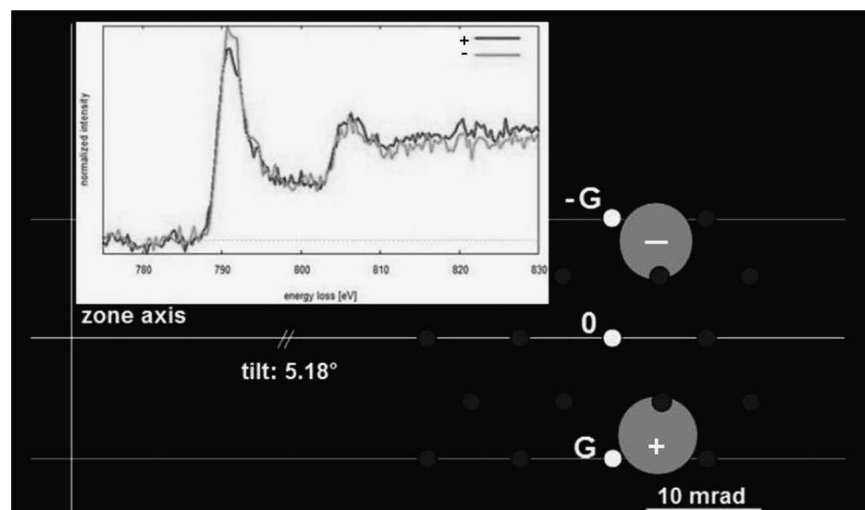 +
-
normalized intensity
780 790 800 810 820 830
energy loss [eV]
-G
−
zone axis
0
tilt: 5.18°
G
+
10 mrad